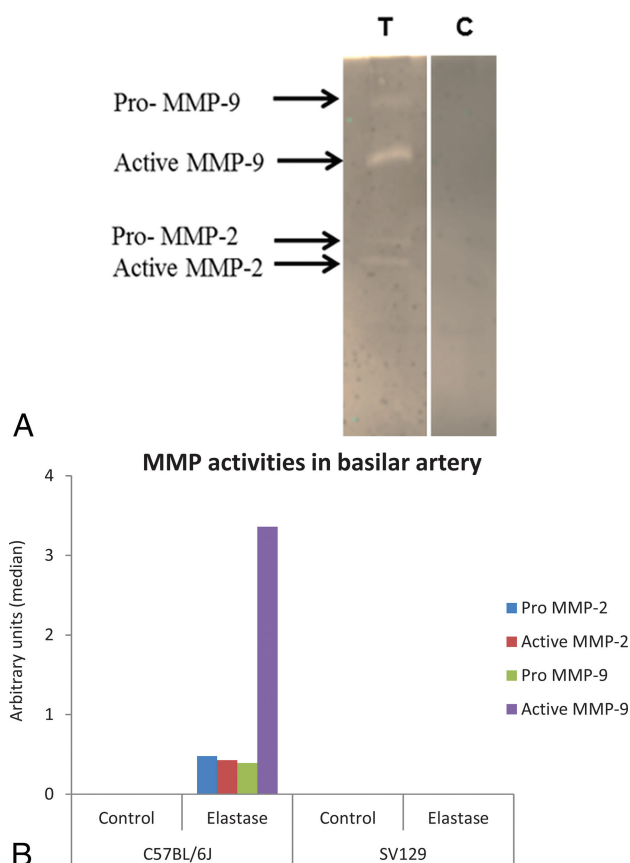 T C
Pro- MMP-9
Active MMP-9
Pro- MMP-2
Active MMP-2
A
MMP activities in basilar artery
Arbitrary units (median)
4
3
2
1
0
Pro MMP-2
Active MMP-2
Pro MMP-9
Active MMP-9
Control Elastase Control Elastase
C57BL/6J SV129
B